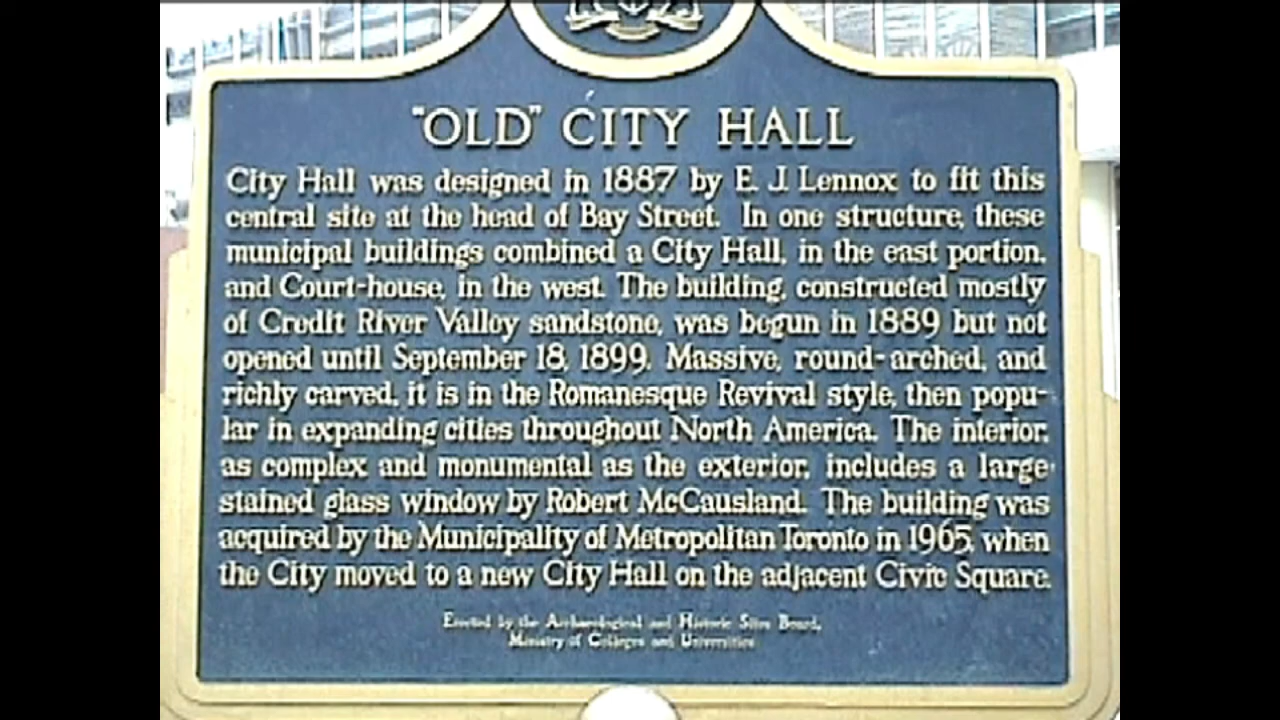 "OLD" CITY HALL
City Hall was designed in 1887 by E. J. Lennox to fit this
central site at the head of Bay Street. In one structure, these
municipal buildings combined a City Hall, in the east portion,
and Court-house, in the west. The building, constructed mostly
of Credit River Valley sandstone, was begun in 1889 but not
opened until September 18, 1899. Massive, round-arched, and
richly carved, it is in the Romanesque Revival style, then popu-
lar in expanding cities throughout North America. The interior,
as complex and monumental as the exterior, includes a large
stained glass window by Robert McCausland. The building was
acquired by the Municipality of Metropolitan Toronto in 1965, when
the City moved to a new City Hall on the adjacent Civic Square.
Erected by the Archaeological and Historic Sites Board,
Ministry of Colleges and Universities